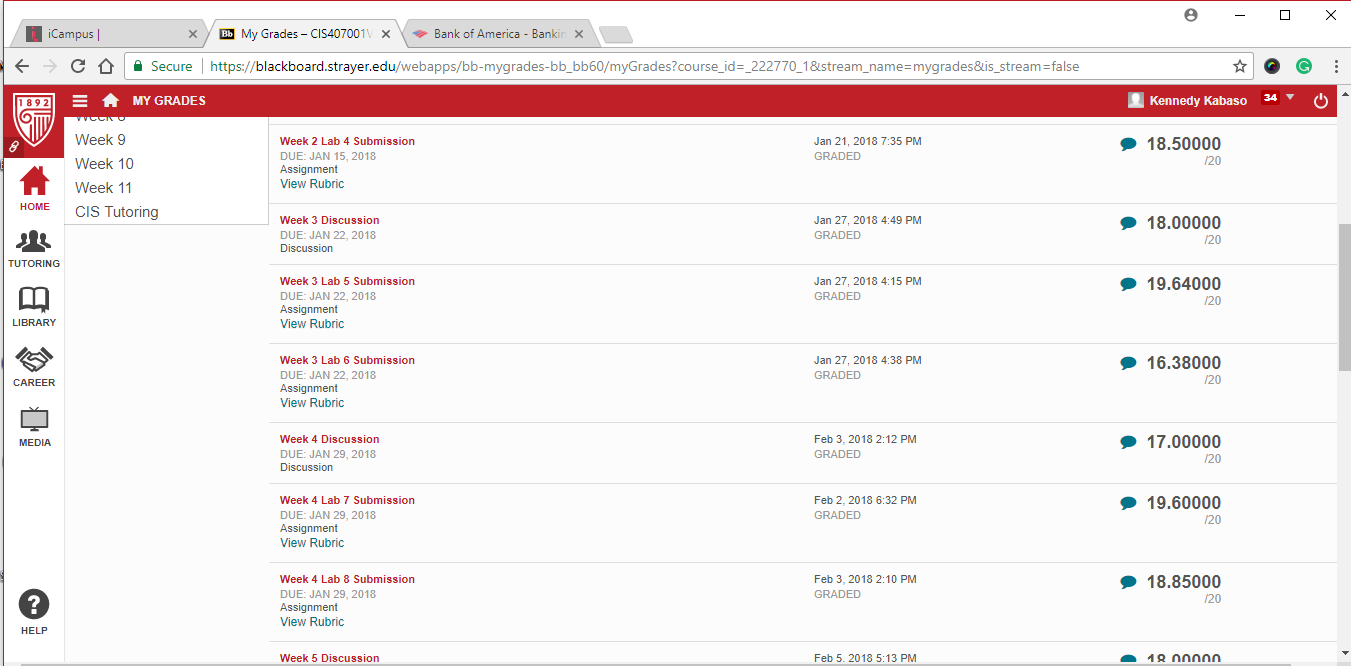 iCampus |
My Grades – CIS407001V
Bank of America - Bankin
Secure
https://blackboard.strayer.edu/webapps/bb-mygrades-bb_bb60/myGrades?course_id=_222770_1&stream_name=mygrades&is_stream=false
1892
MY GRADES
Kennedy Kabaso
34
HOME
TUTORING
LIBRARY
CAREER
MEDIA
HELP
Week 8
Week 9
Week 10
Week 11
CIS Tutoring
Week 2 Lab 4 Submission
DUE: JAN 15, 2018
Assignment
View Rubric
Jan 21, 2018 7:35 PM
GRADED
18.50000
/20
Week 3 Discussion
DUE: JAN 22, 2018
Discussion
Jan 27, 2018 4:49 PM
GRADED
18.00000
/20
Week 3 Lab 5 Submission
DUE: JAN 22, 2018
Assignment
View Rubric
Jan 27, 2018 4:15 PM
GRADED
19.64000
/20
Week 3 Lab 6 Submission
DUE: JAN 22, 2018
Assignment
View Rubric
Jan 27, 2018 4:38 PM
GRADED
16.38000
/20
Week 4 Discussion
DUE: JAN 29, 2018
Discussion
Feb 3, 2018 2:12 PM
GRADED
17.00000
/20
Week 4 Lab 7 Submission
DUE: JAN 29, 2018
Assignment
View Rubric
Feb 2, 2018 6:32 PM
GRADED
19.60000
/20
Week 4 Lab 8 Submission
DUE: JAN 29, 2018
Assignment
View Rubric
Feb 3, 2018 2:10 PM
GRADED
18.85000
/20
Week 5 Discussion
Feb 5, 2018 5:13 PM
18.00000